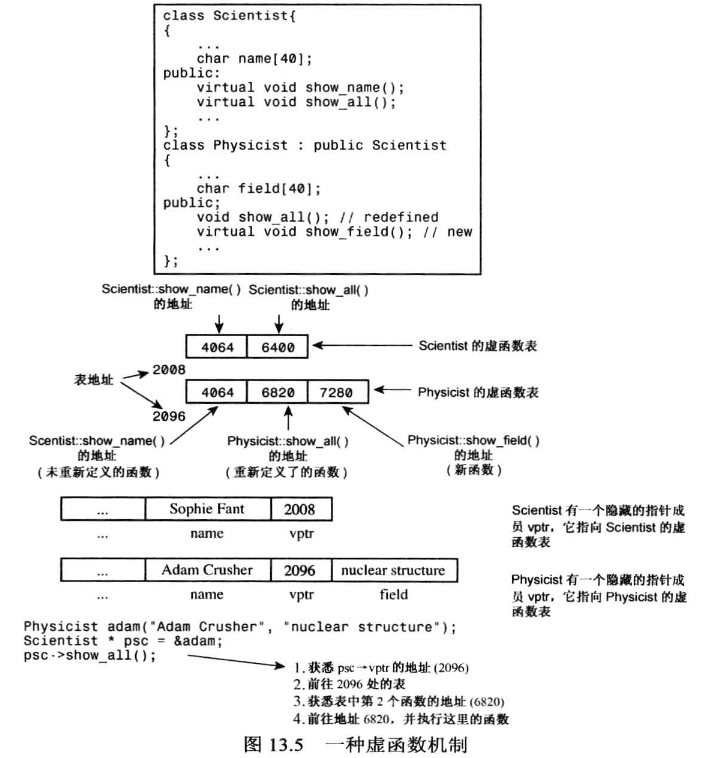 class Scientist{
{
...
char name[40];
public:
virtual void show_name();
virtual void show_all();
...
};
class Physicist : public Scientist
{
...
char field[40];
public;
void show_all(); // redefined
virtual void show_field(); // new
...
};
Scientist::show_name( ) Scientist::show_all( )
的地址 的地址
4064 6400 Scientist 的虚函数表
表地址 2008
4064 6820 7280 Physicist 的虚函数表
2096
Scentist::show_name( ) Physicist::show_all( ) Physicist::show_field( )
的地址 的地址 的地址
(未重新定义的函数) (重新定义了的函数) (新函数)
... Sophie Fant 2008
... name vptr
Scientist 有一个隐藏的指针成
员 vptr，它指向 Scientist 的虚
函数表
... Adam Crusher 2096 nuclear structure
... name vptr field
Physicist 有一个隐藏的指针成
员 vptr，它指向 Physicist 的虚
函数表
Physicist adam("Adam Crusher", "nuclear structure");
Scientist * psc = &adam;
psc->show_all();
1. 获悉 psc→vptr 的地址 (2096)
2. 前往 2096 处的表
3. 获悉表中第 2 个函数的地址 (6820)
4. 前往地址 6820，并执行这里的函数
图 13.5 一种虚函数机制